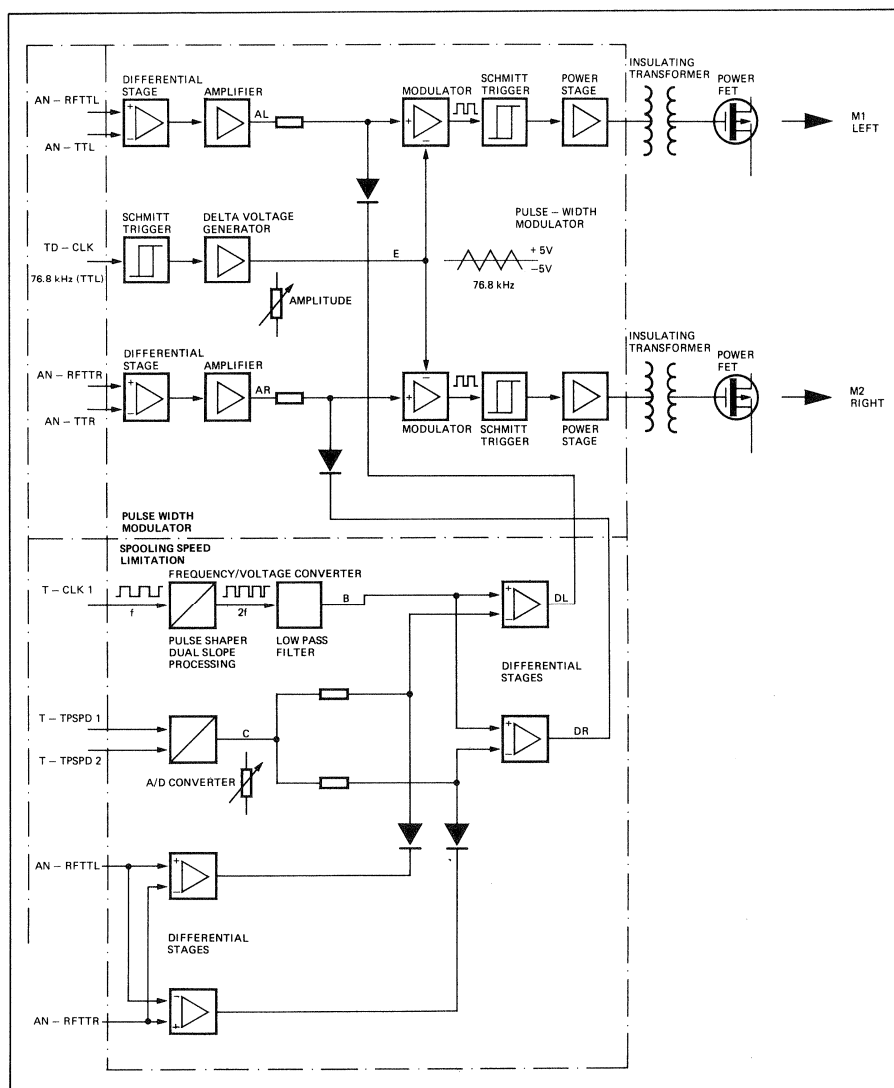 AN – RFTTL
AN – TTL
DIFFERENTIAL
STAGE
+
–
AMPLIFIER
AL
MODULATOR
+
–
SCHMITT
TRIGGER
POWER
STAGE
INSULATING
TRANSFORMER
POWER
FET
M1
LEFT
TD – CLK
76.8 kHz (TTL)
SCHMITT
TRIGGER
DELTA VOLTAGE
GENERATOR
E
AMPLITUDE
PULSE – WIDTH
MODULATOR
+ 5V
–5V
76.8 kHz
AN – RFTTR
AN – TTR
DIFFERENTIAL
STAGE
+
–
AMPLIFIER
AR
–
+
MODULATOR
SCHMITT
TRIGGER
POWER
STAGE
INSULATING
TRANSFORMER
POWER
FET
M2
RIGHT
PULSE WIDTH
MODULATOR
SPOOLING SPEED
LIMITATION
FREQUENCY/VOLTAGE CONVERTER
T – CLK 1
f
2f
B
PULSE SHAPER
DUAL SLOPE
PROCESSING
LOW PASS
FILTER
+
–
DL
DIFFERENTIAL
STAGES
T – TPSPD 1
T – TPSPD 2
C
A/D CONVERTER
+
–
DR
AN – RFTTL
+
–
DIFFERENTIAL
STAGES
AN – RFTTR
–
+